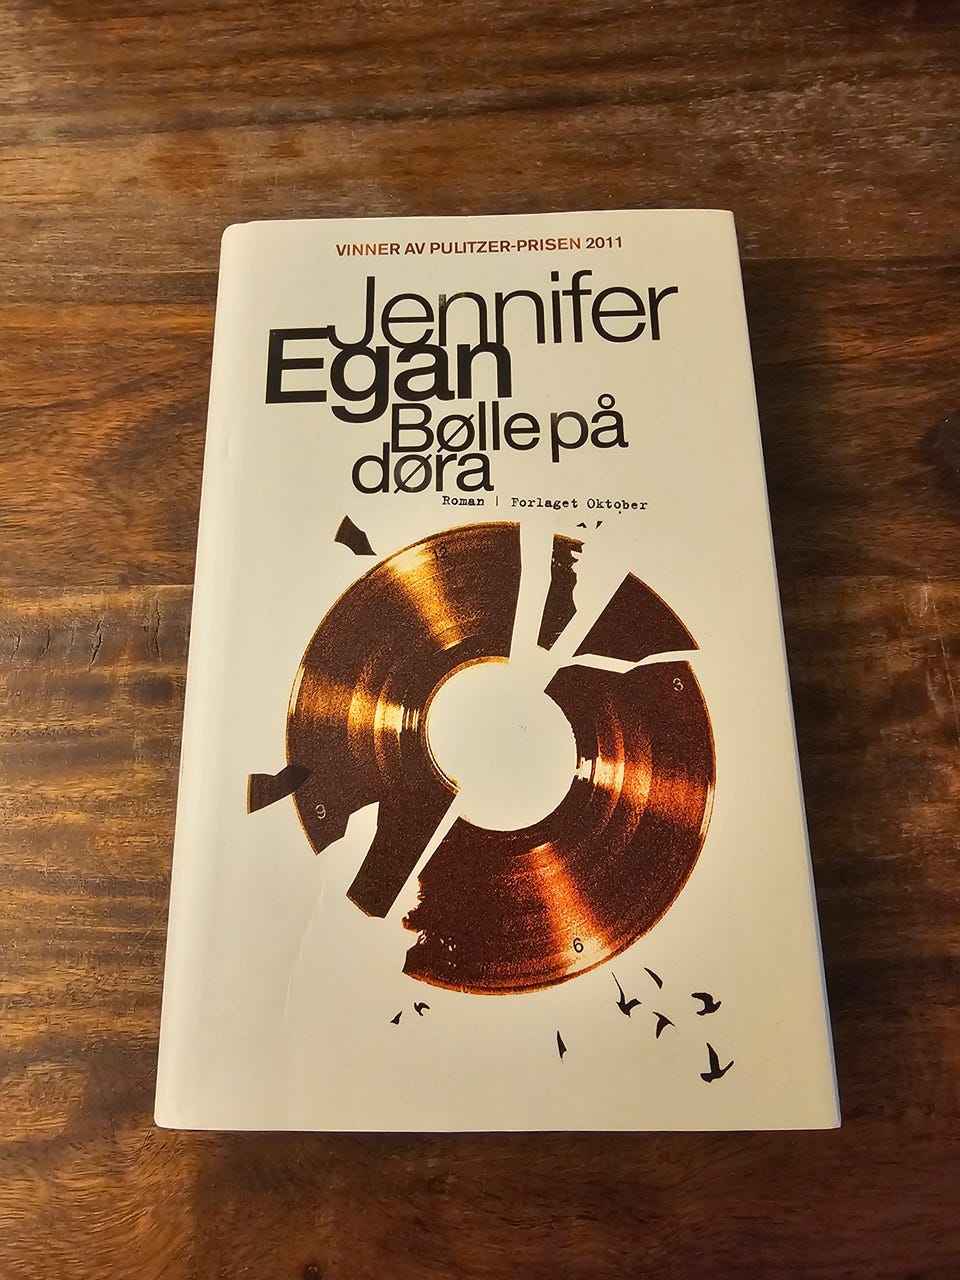 VINNER AV PULITZER-PRISEN 2011
Jennifer
Egan
Bølle på
døra
Roman | Forlaget Oktober
12
3
9
6